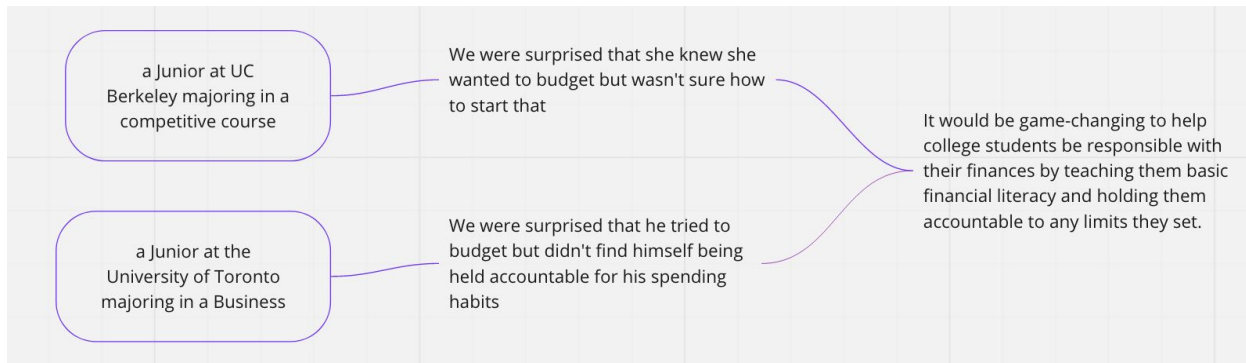 a Junior at UC
Berkeley majoring in a
competitive course
We were surprised that she knew she
wanted to budget but wasn't sure how
to start that
a Junior at the
University of Toronto
majoring in a Business
We were surprised that he tried to
budget but didn't find himself being
held accountable for his spending
habits
It would be game-changing to help
college students be responsible with
their finances by teaching them basic
financial literacy and holding them
accountable to any limits they set.